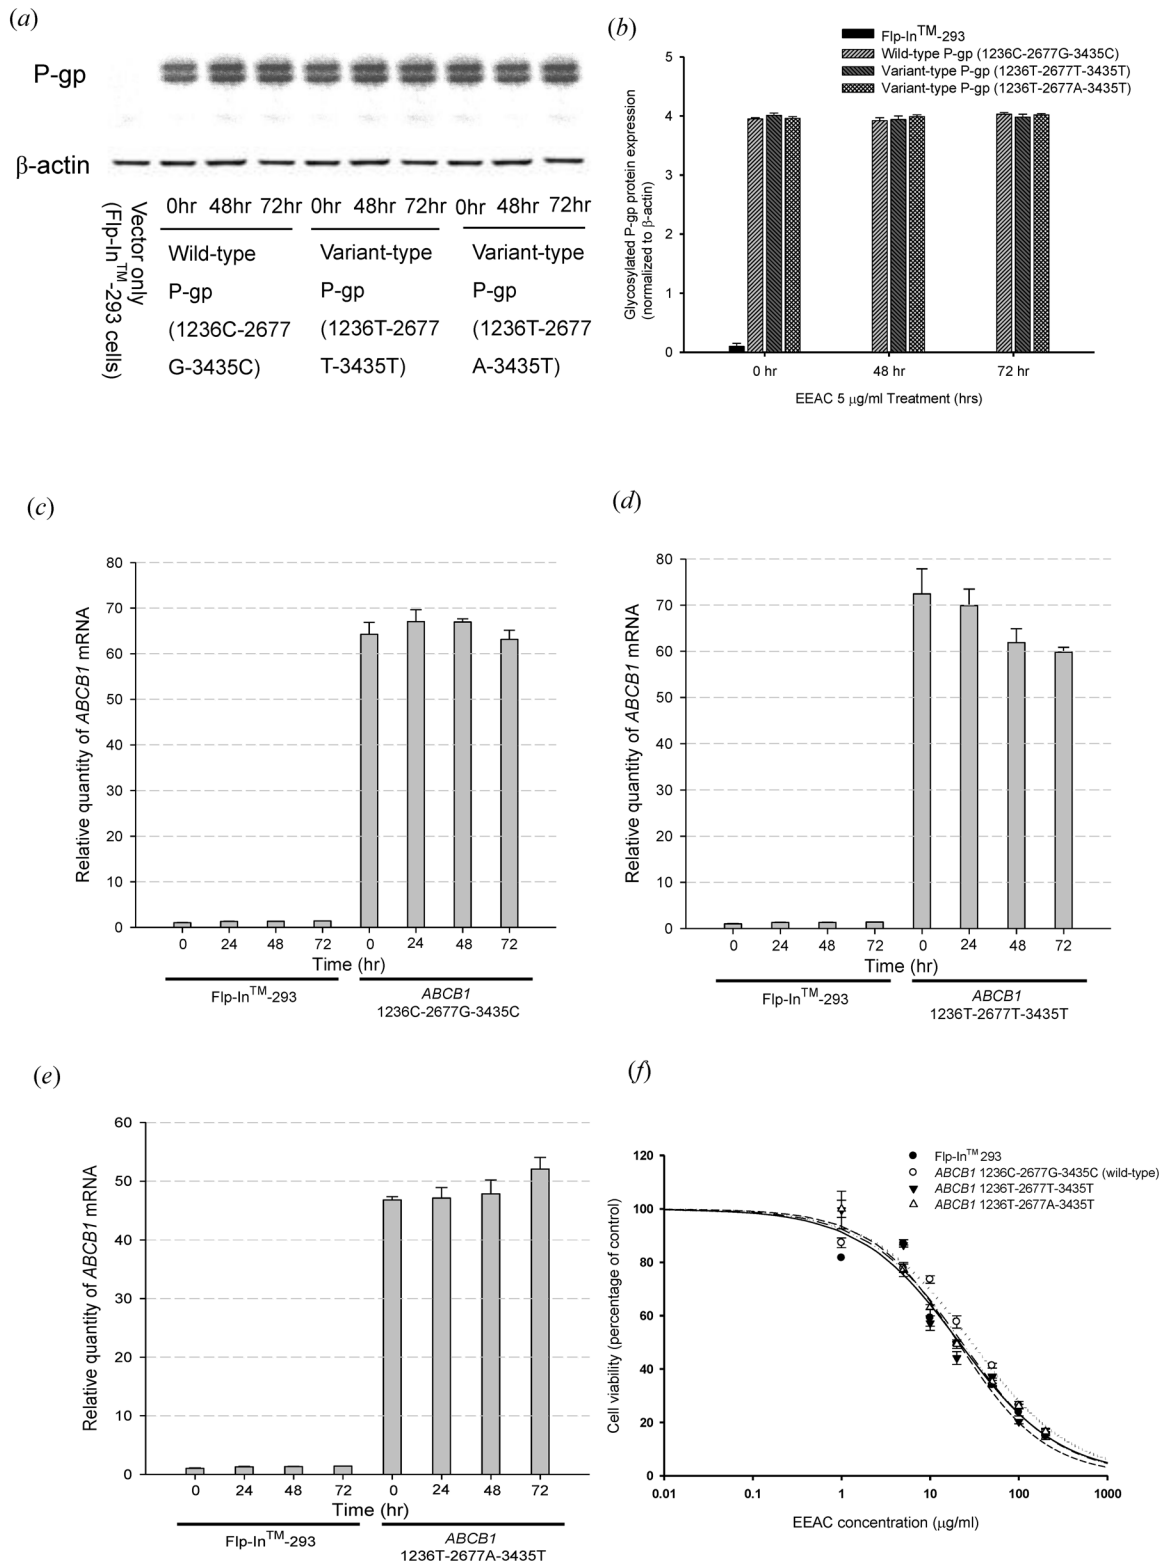 (a)
P-gp
β-actin
0hr 48hr 72hr 0hr 48hr 72hr 0hr 48hr 72hr
Vector only
(Flp-In™-293 cells)
Wild-type
P-gp
(1236C-2677
G-3435C)
Variant-type
P-gp
(1236T-2677
T-3435T)
Variant-type
P-gp
(1236T-2677
A-3435T)
(b)
Flp-In™-293
Wild-type P-gp (1236C-2677G-3435C)
Variant-type P-gp (1236T-2677T-3435T)
Variant-type P-gp (1236T-2677A-3435T)
Glycosylated P-gp protein expression
(normalized to β-actin)
5
4
3
2
1
0
0 hr 48 hr 72 hr
EEAC 5 μg/ml Treatment (hrs)
(c)
Relative quantity of ABCB1 mRNA
80
70
60
50
40
30
20
10
0
0 24 48 72 0 24 48 72
Time (hr)
Flp-In™-293
ABCB1
1236C-2677G-3435C
(d)
Relative quantity of ABCB1 mRNA
80
70
60
50
40
30
20
10
0
0 24 48 72 0 24 48 72
Time (hr)
Flp-In™-293
ABCB1
1236T-2677T-3435T
(e)
Relative quantity of ABCB1 mRNA
60
50
40
30
20
10
0
0 24 48 72 0 24 48 72
Time (hr)
Flp-In™-293
ABCB1
1236T-2677A-3435T
(f)
Flp-In™ 293
ABCB1 1236C-2677G-3435C (wild-type)
ABCB1 1236T-2677T-3435T
ABCB1 1236T-2677A-3435T
Cell viability (percentage of control)
120
100
80
60
40
20
0
0.01 0.1 1 10 100 1000
EEAC concentration (μg/ml)